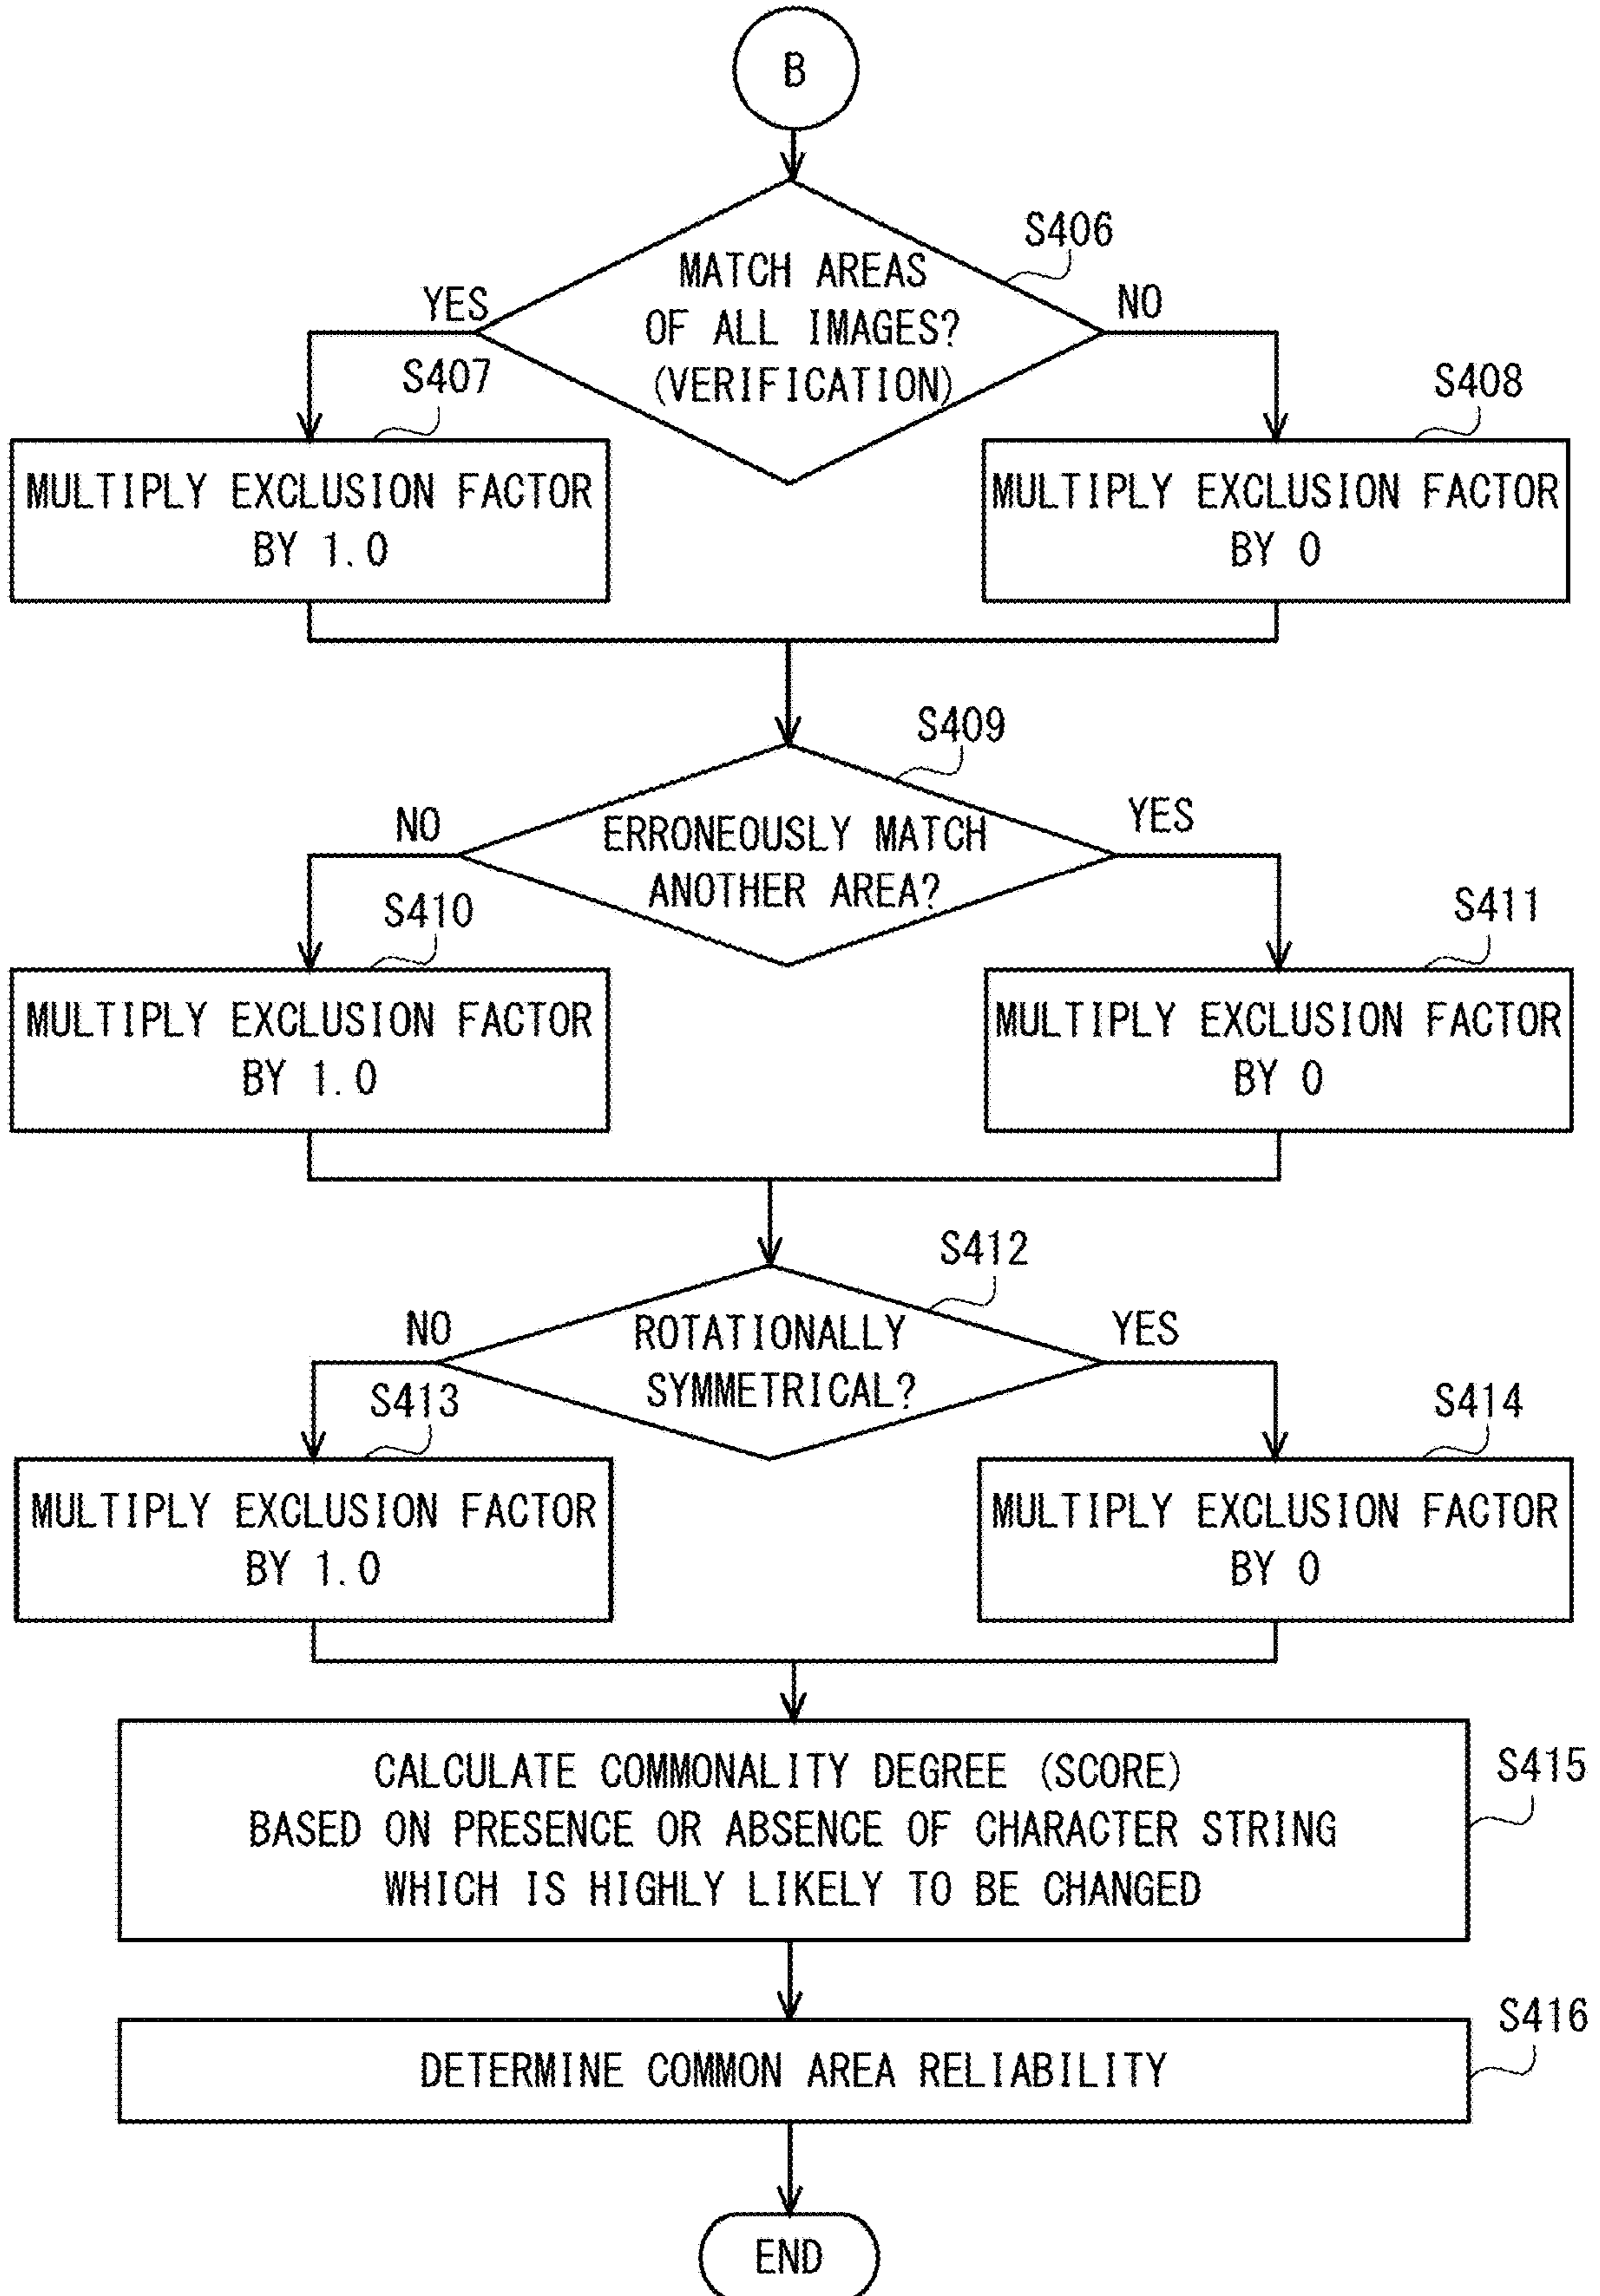 B
S406
MATCH AREAS
OF ALL IMAGES?
(VERIFICATION)
YES
NO
S407
S408
MULTIPLY EXCLUSION FACTOR
BY 1.0
MULTIPLY EXCLUSION FACTOR
BY 0
S409
ERRONEOUSLY MATCH
ANOTHER AREA?
NO
YES
S410
S411
MULTIPLY EXCLUSION FACTOR
BY 1.0
MULTIPLY EXCLUSION FACTOR
BY 0
S412
ROTATIONALLY
SYMMETRICAL?
NO
YES
S413
S414
MULTIPLY EXCLUSION FACTOR
BY 1.0
MULTIPLY EXCLUSION FACTOR
BY 0
CALCULATE COMMONALITY DEGREE (SCORE)
BASED ON PRESENCE OR ABSENCE OF CHARACTER STRING
WHICH IS HIGHLY LIKELY TO BE CHANGED
S415
DETERMINE COMMON AREA RELIABILITY
S416
END